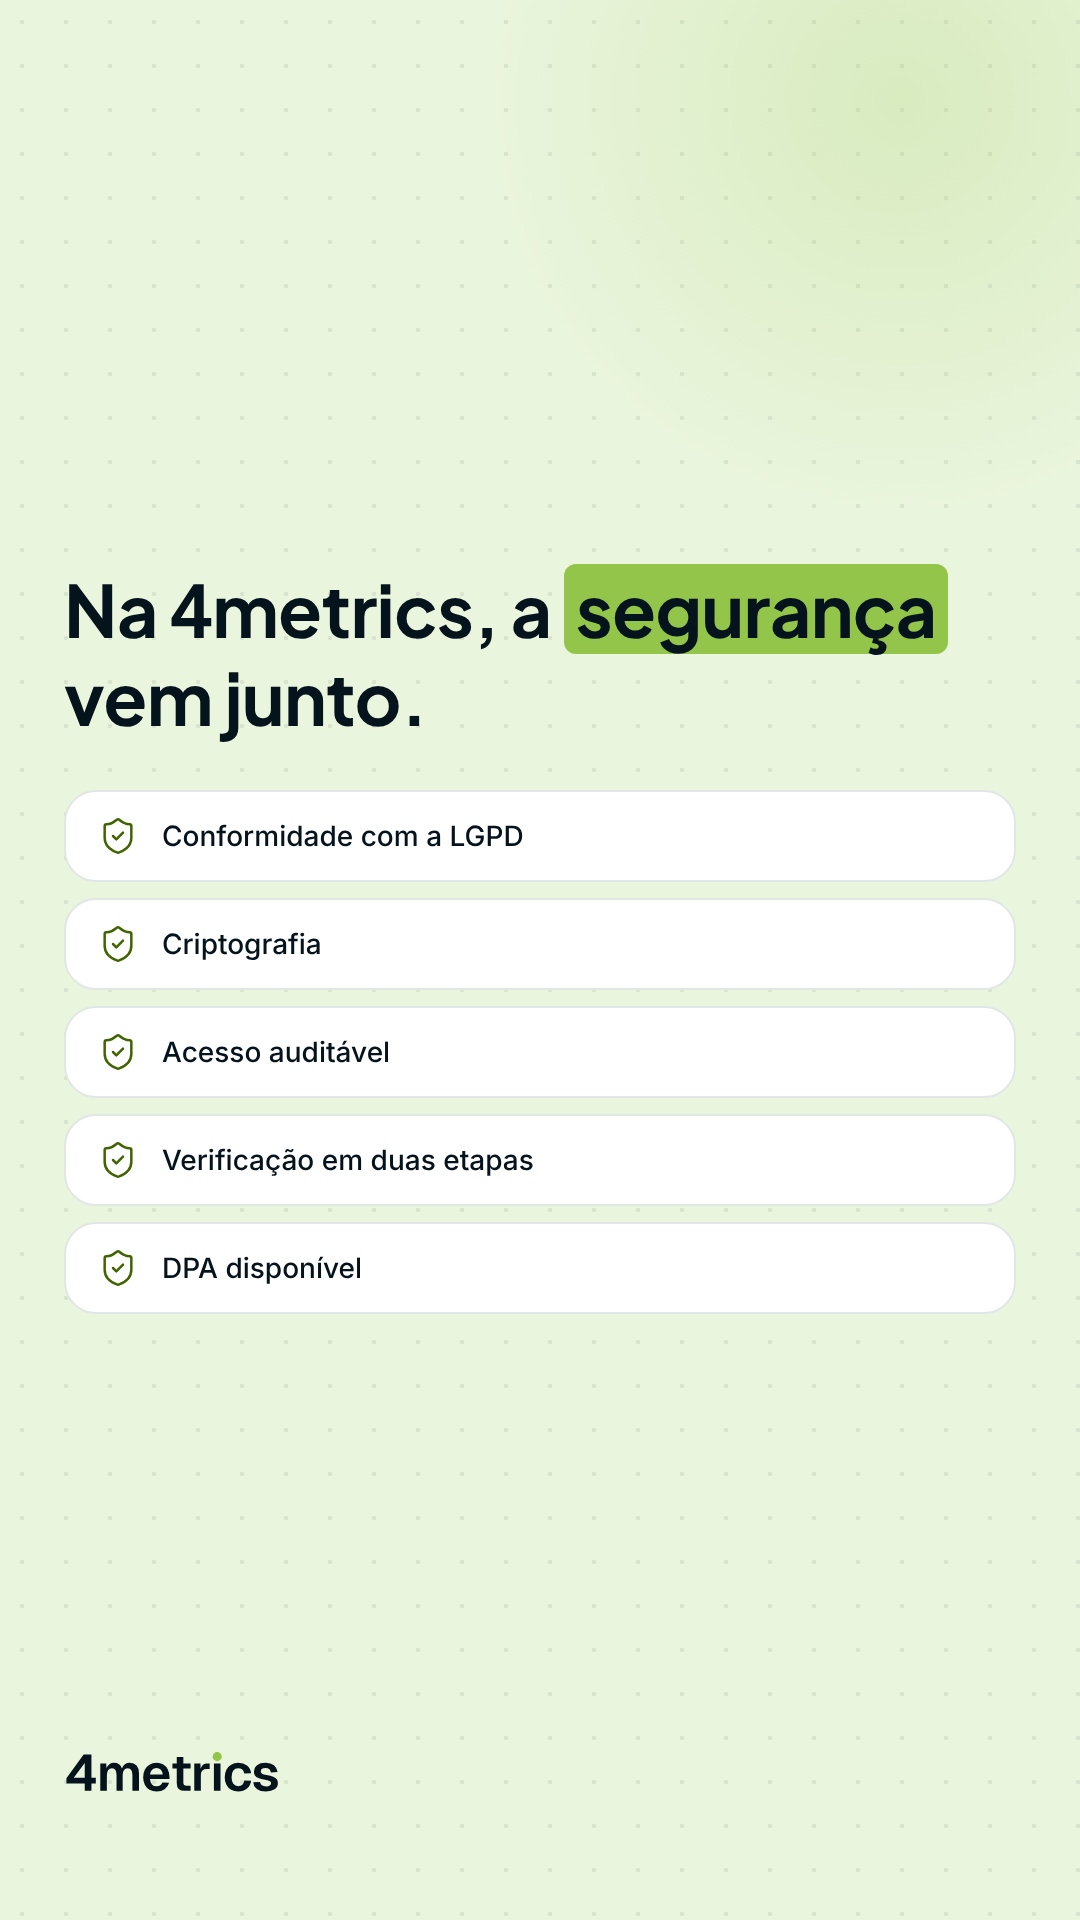 Na 4metrics, a segurança
vem junto.
Conformidade com a LGPD
Criptografia
Acesso auditável
Verificação em duas etapas
DPA disponível
4metrics